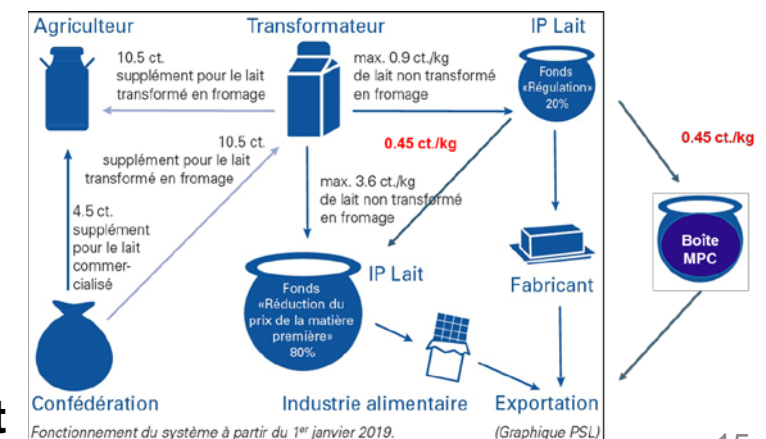 Agriculteur
Transformateur
IP Lait
10.5 ct.
supplément pour le lait
transformé en fromage
max. 0.9 ct./kg
de lait non transformé
en fromage
Fonds
«Régulation»
20%
10.5 ct.
supplément pour le lait
transformé en fromage
0.45 ct./kg
0.45 ct./kg
max. 3.6 ct./kg
de lait non transformé
en fromage
4.5 ct.
supplément
pour le lait
commer-
cialisé
Boîte
MPC
IP Lait
Fabricant
Fonds
«Réduction du
prix de la matière
première»
80%
Confédération
Industrie alimentaire
Exportation
t
Fonctionnement du système à partir du 1er janvier 2019.
(Graphique PSL)